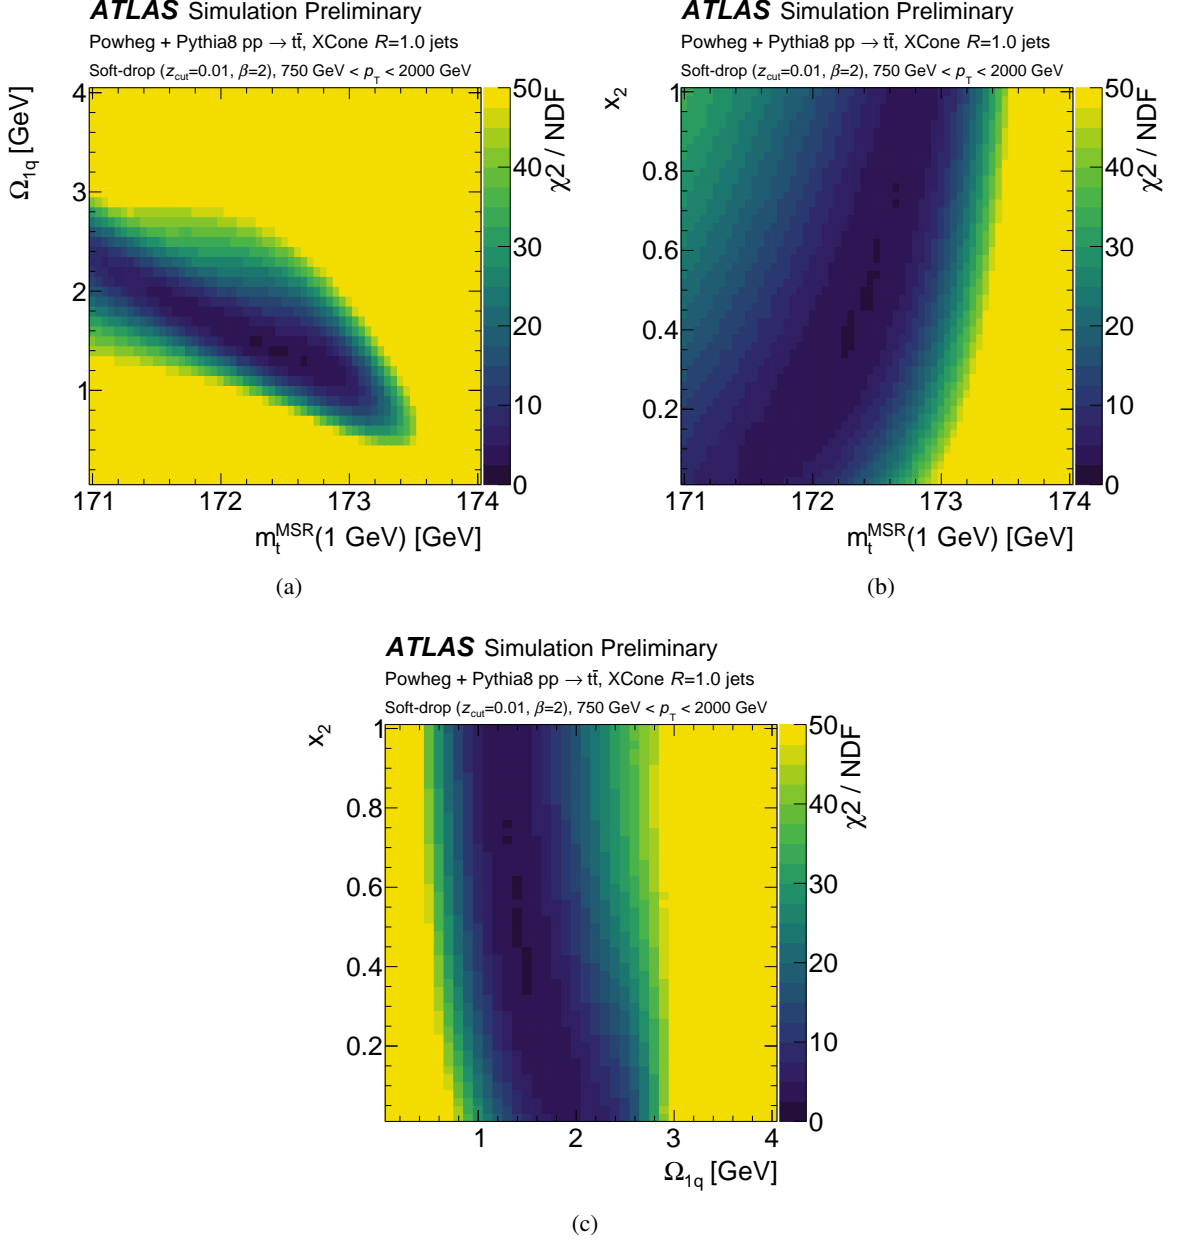 ATLAS Simulation Preliminary
Powheg + Pythia8 pp → tt̄, XCone R=1.0 jets
Soft-drop (z_cut=0.01, β=2), 750 GeV < p_T < 2000 GeV
Ω_1q [GeV]
4
3
2
1
171 172 173 174
m_t^MSR(1 GeV) [GeV]
50
40
30
20
10
0
χ2 / NDF
(a)
ATLAS Simulation Preliminary
Powheg + Pythia8 pp → tt̄, XCone R=1.0 jets
Soft-drop (z_cut=0.01, β=2), 750 GeV < p_T < 2000 GeV
x_2
1
0.8
0.6
0.4
0.2
171 172 173 174
m_t^MSR(1 GeV) [GeV]
50
40
30
20
10
0
χ2 / NDF
(b)
ATLAS Simulation Preliminary
Powheg + Pythia8 pp → tt̄, XCone R=1.0 jets
Soft-drop (z_cut=0.01, β=2), 750 GeV < p_T < 2000 GeV
x_2
1
0.8
0.6
0.4
0.2
1 2 3 4
Ω_1q [GeV]
50
40
30
20
10
0
χ2 / NDF
(c)